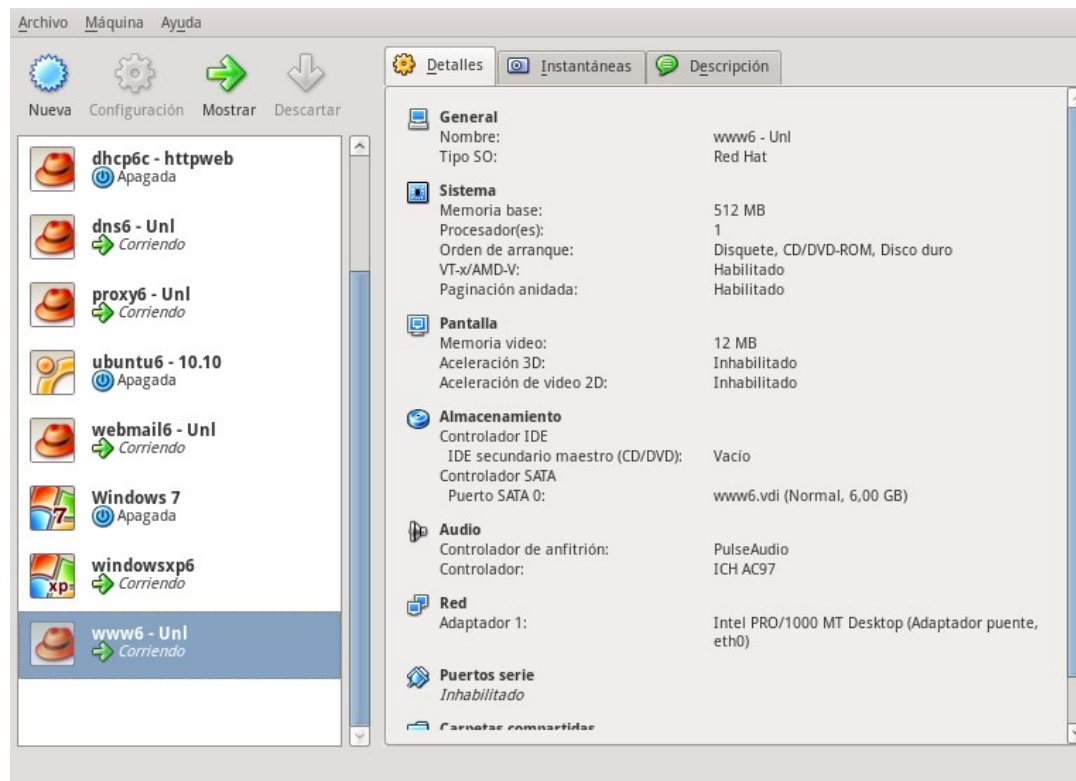 Archivo Máquina Ayuda
Nueva Configuración Mostrar Descartar
dhcp6c - httpweb
Apagada
dns6 - Unl
Corriendo
proxy6 - Unl
Corriendo
ubuntu6 - 10.10
Apagada
webmail6 - Unl
Corriendo
Windows 7
Apagada
windowsxp6
Corriendo
www6 - Unl
Corriendo
Detalles Instantáneas Descripción
General
Nombre: www6 - Unl
Tipo SO: Red Hat
Sistema
Memoria base: 512 MB
Procesador(es): 1
Orden de arranque: Disquete, CD/DVD-ROM, Disco duro
VT-x/AMD-V: Habilitado
Paginación anidada: Habilitado
Pantalla
Memoria video: 12 MB
Aceleración 3D: Inhabilitado
Aceleración de video 2D: Inhabilitado
Almacenamiento
Controlador IDE
IDE secundario maestro (CD/DVD): Vacío
Controlador SATA
Puerto SATA 0: www6.vdi (Normal, 6,00 GB)
Audio
Controlador de anfitrión: PulseAudio
Controlador: ICH AC97
Red
Adaptador 1: Intel PRO/1000 MT Desktop (Adaptador puente,
eth0)
Puertos serie
Inhabilitado
Carpetas compartidas